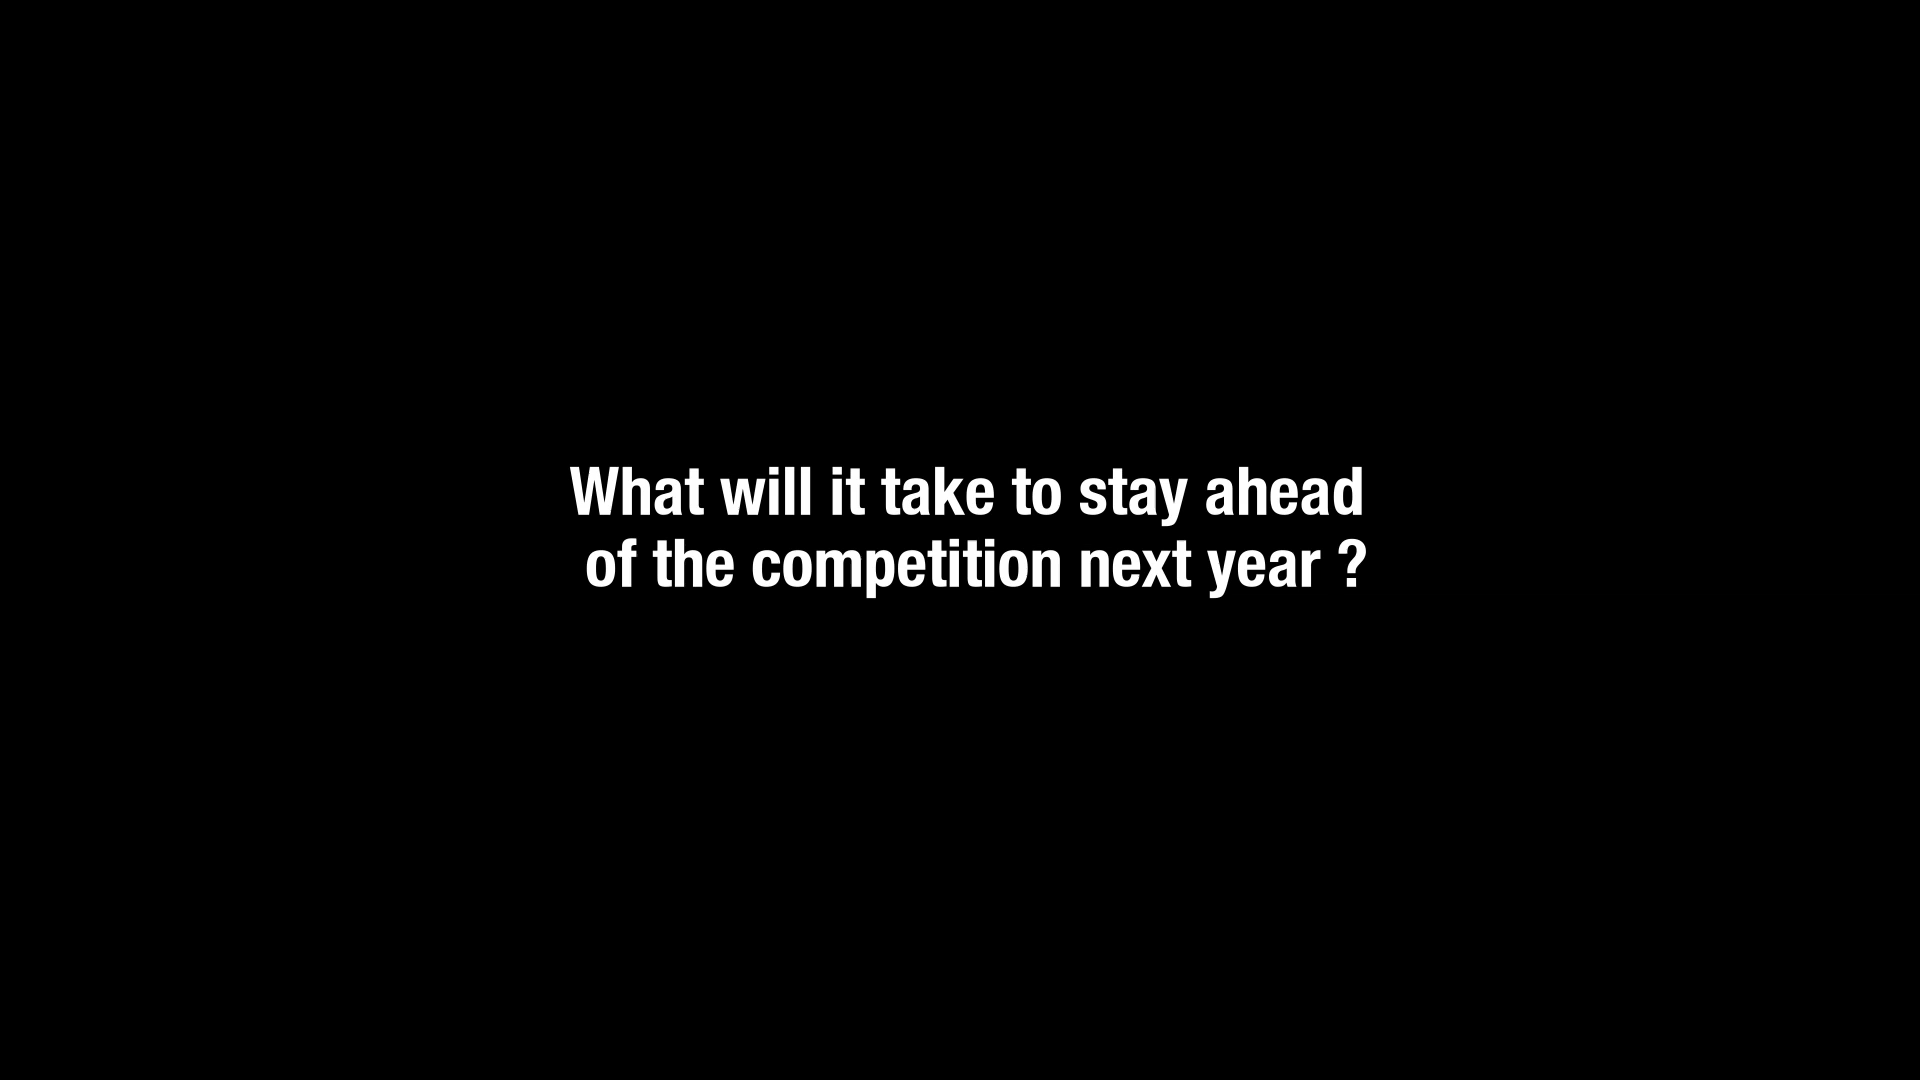 What will it take to stay ahead
of the competition next year ?